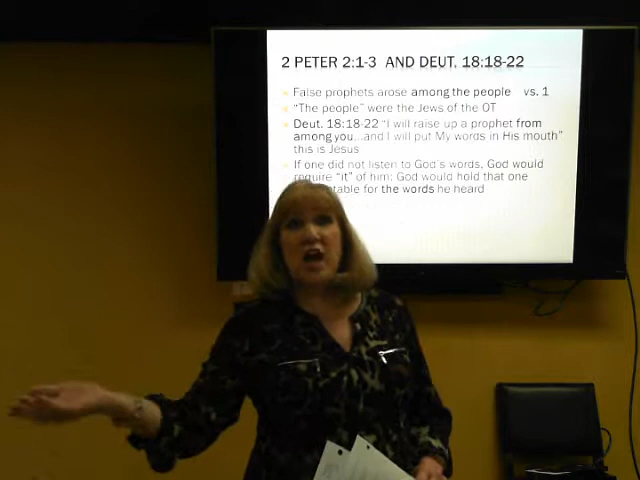 2 PETER 2:1-3 AND DEUT. 18:18-22
False prophets arose among the people vs. 1
"The people" were the Jews of the OT
Deut. 18:18-22 "I will raise up a prophet from
among you...and I will put My words in His mouth"
this is Jesus
If one did not listen to God's words, God would
require "it" of him; God would hold that one
table for the words he heard